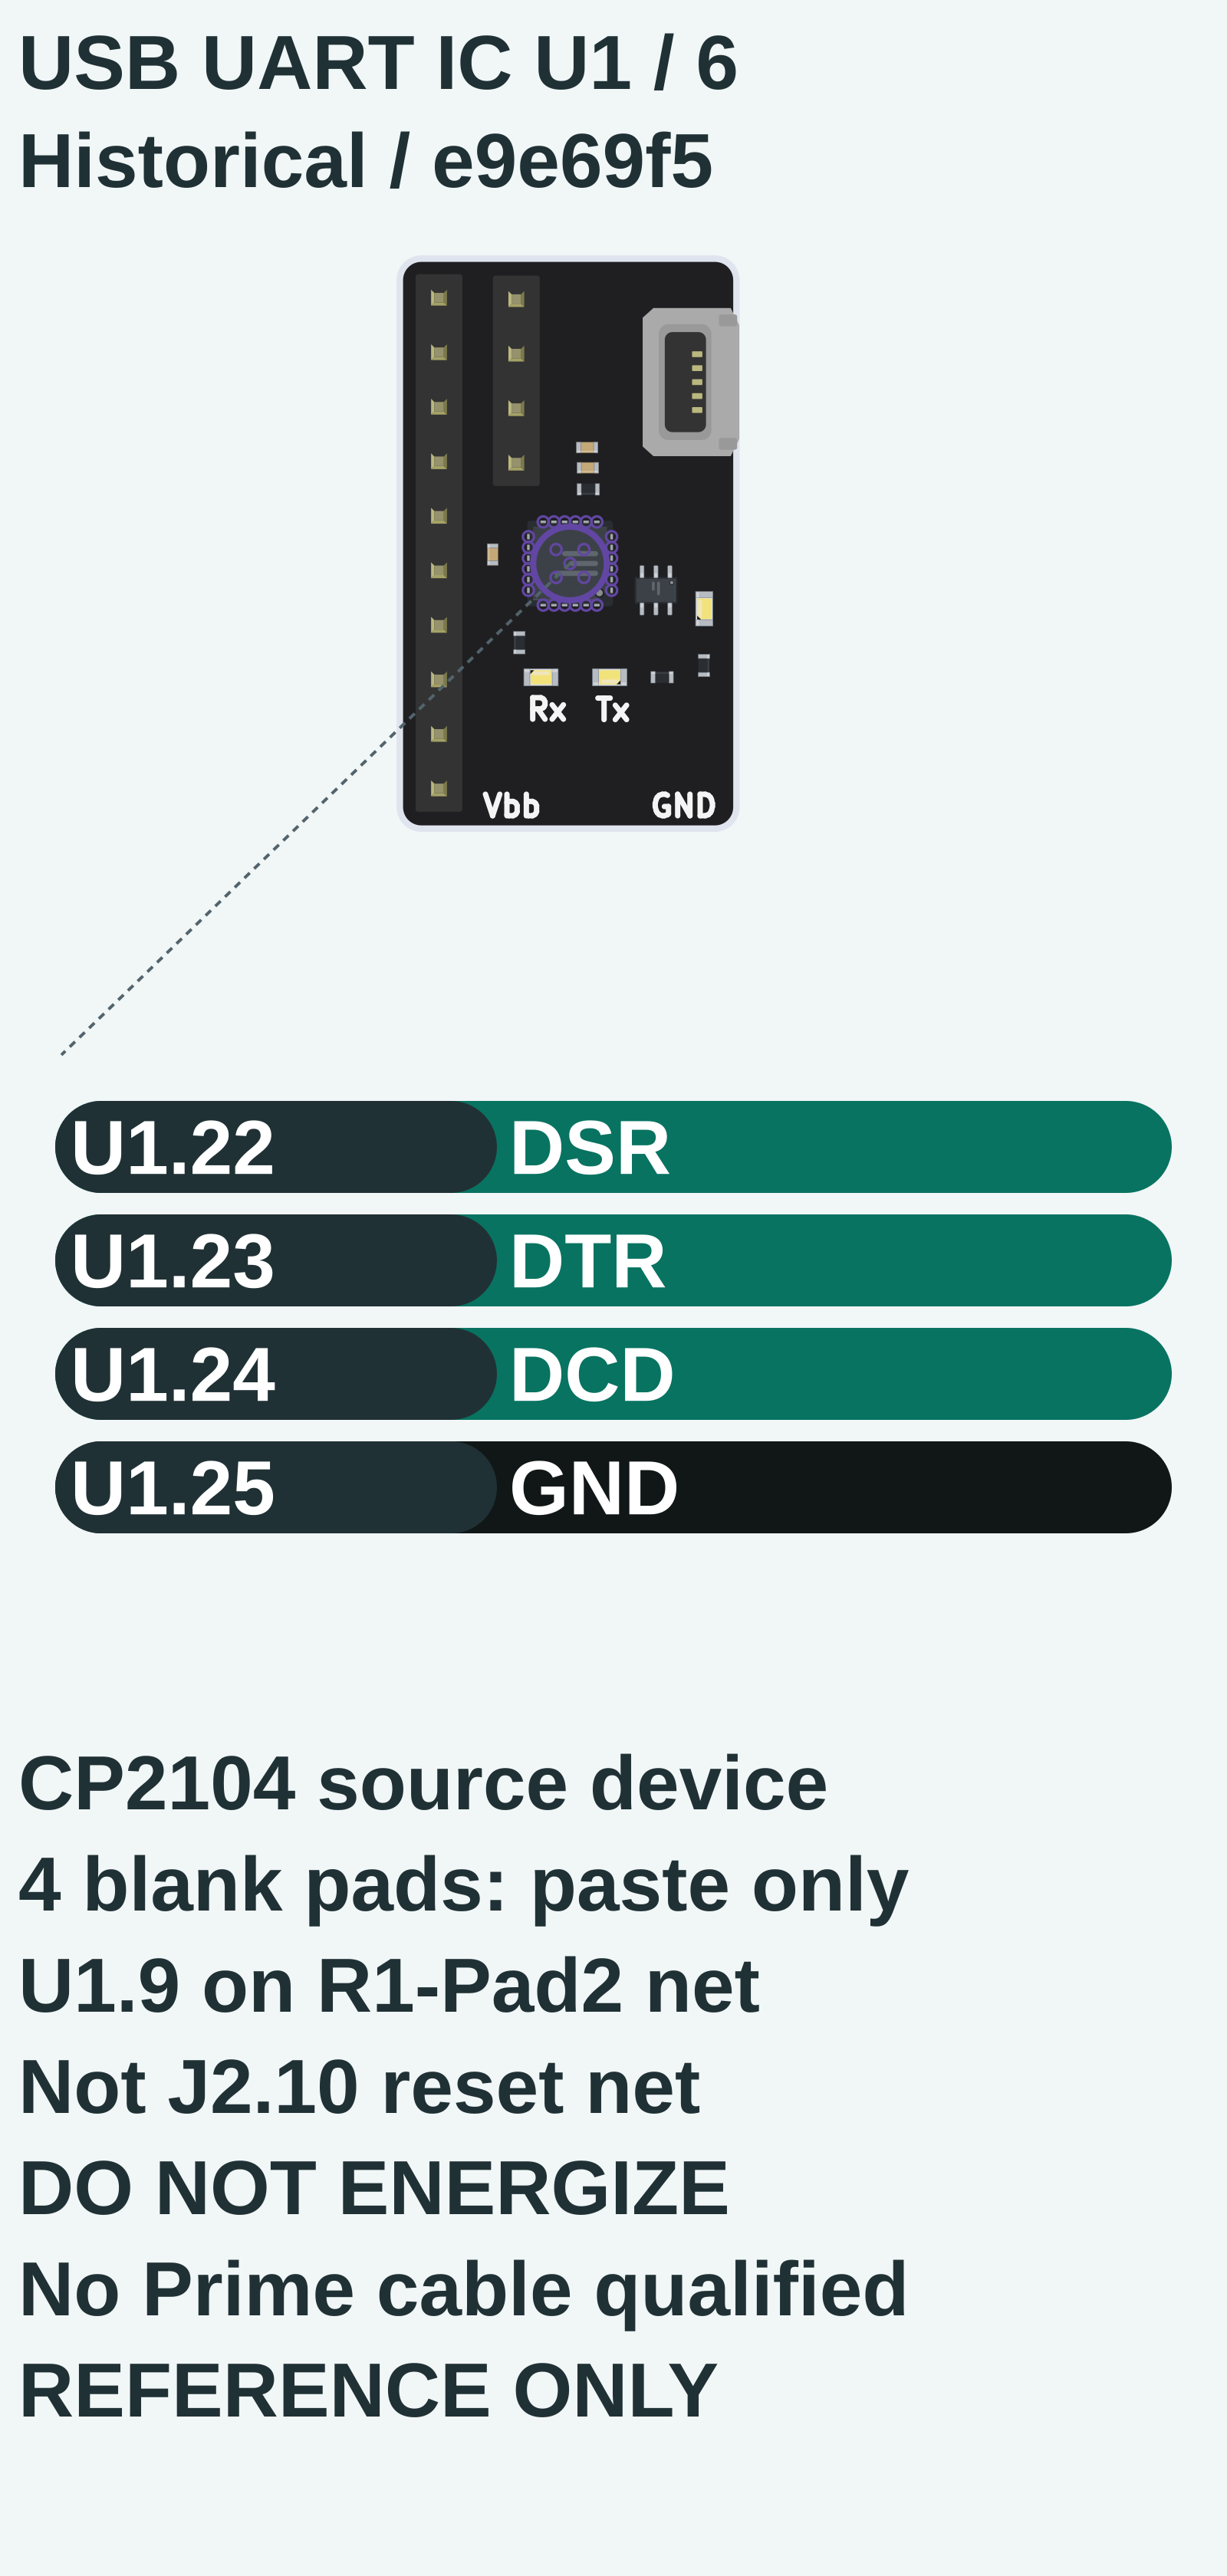 USB UART IC U1 / 6
Historical / e9e69f5
Rx Tx
Vbb GND
U1.22 DSR
U1.23 DTR
U1.24 DCD
U1.25 GND
CP2104 source device
4 blank pads: paste only
U1.9 on R1-Pad2 net
Not J2.10 reset net
DO NOT ENERGIZE
No Prime cable qualified
REFERENCE ONLY